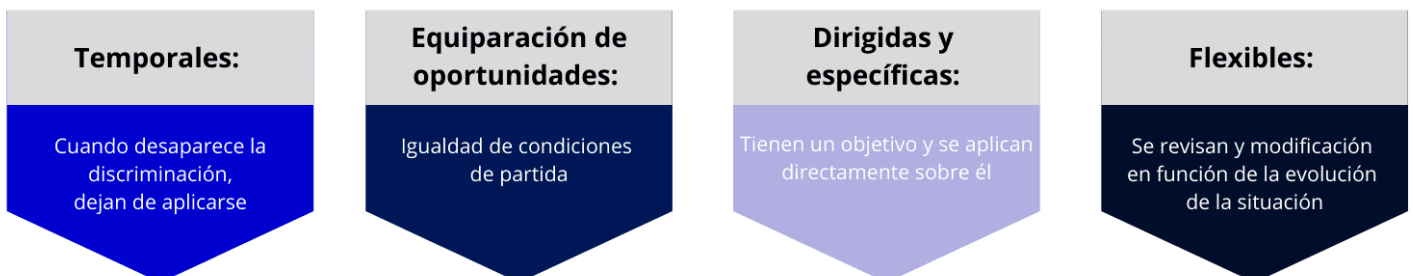 Temporales:
Cuando desaparece la
discriminación,
dejan de aplicarse
Equiparación de
oportunidades:
Igualdad de condiciones
de partida
Dirigidas y
específicas:
Tienen un objetivo y se aplican
directamente sobre él
Flexibles:
Se revisan y modificación
en función de la evolución
de la situación